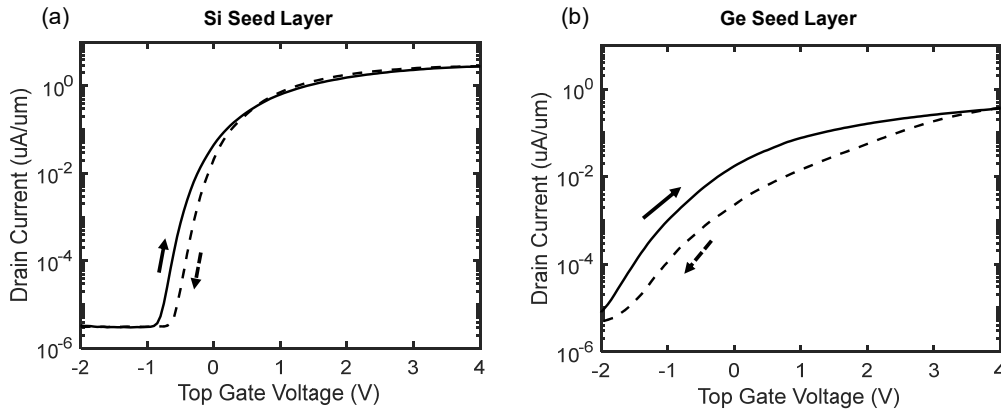 (a)
Si Seed Layer
Drain Current (uA/um)
10^0
10^-2
10^-4
10^-6
-2 -1 0 1 2 3 4
Top Gate Voltage (V)
(b)
Ge Seed Layer
Drain Current (uA/um)
10^0
10^-2
10^-4
10^-6
-2 -1 0 1 2 3 4
Top Gate Voltage (V)